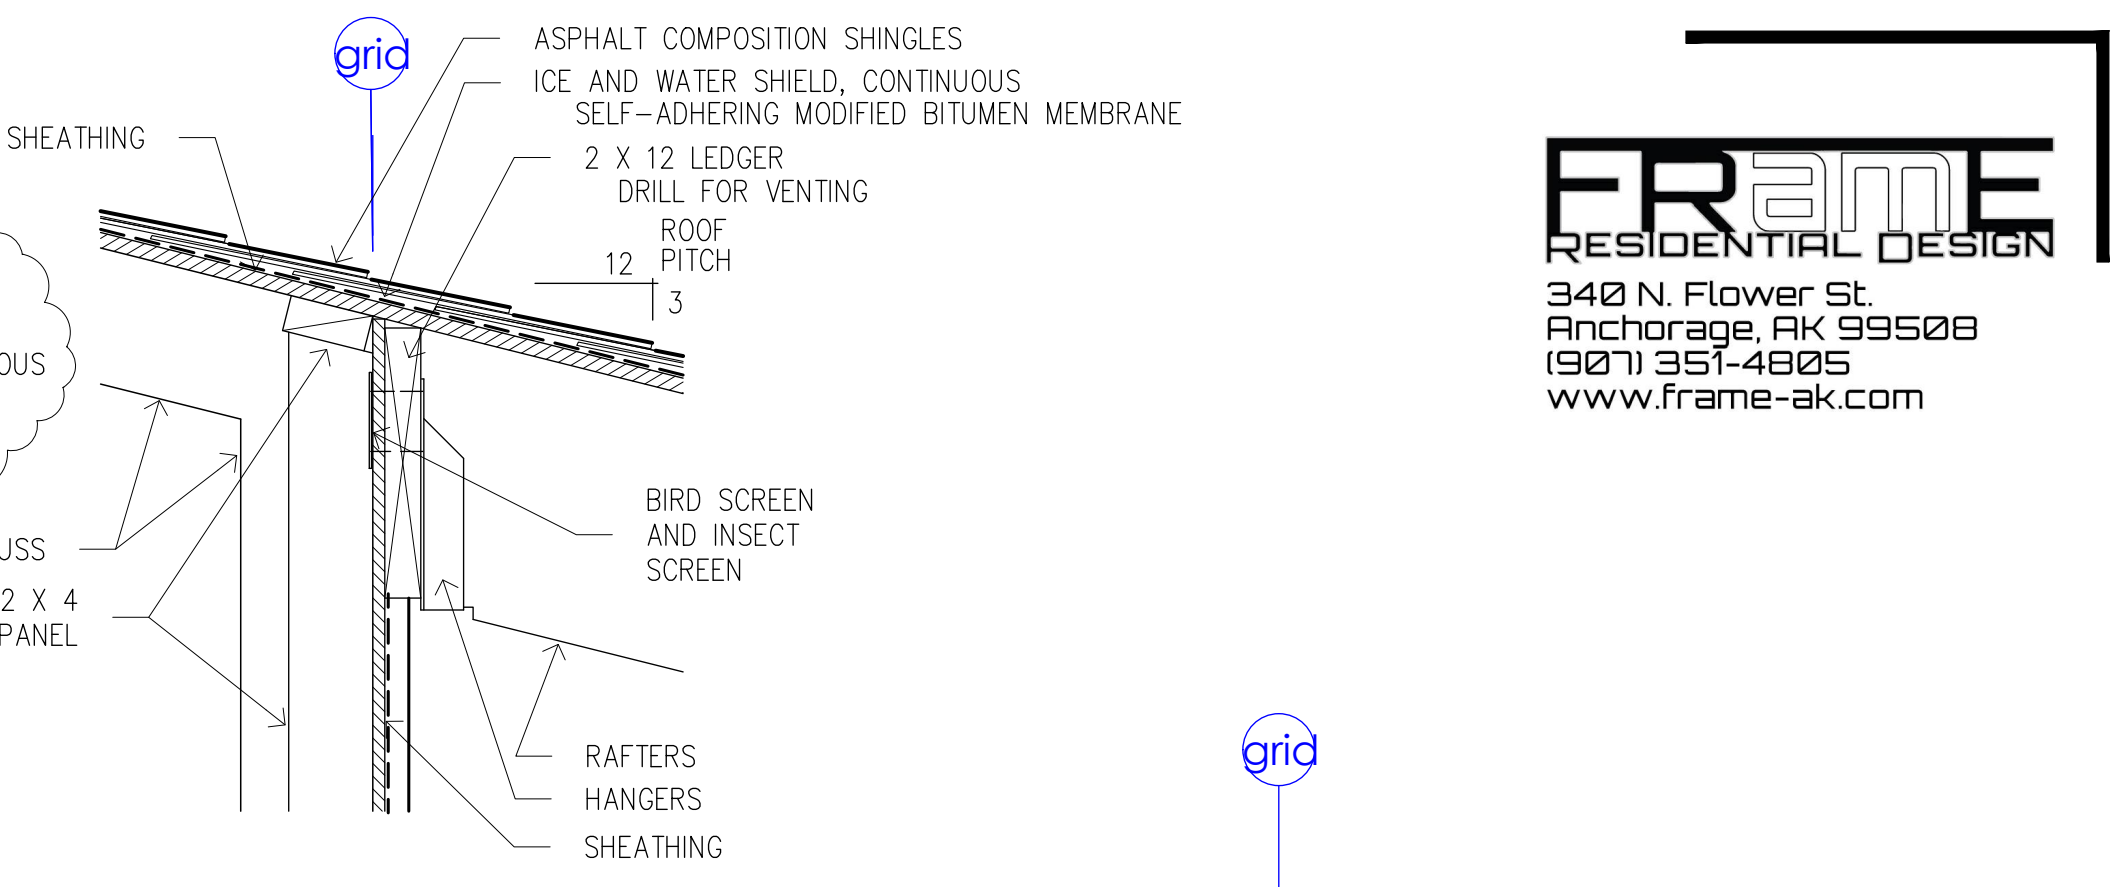 grid
ASPHALT COMPOSITION SHINGLES
ICE AND WATER SHIELD, CONTINUOUS
SELF-ADHERING MODIFIED BITUMEN MEMBRANE
SHEATHING
2 X 12 LEDGER
DRILL FOR VENTING
ROOF
PITCH
12
3
OUS
USS
2 X 4
PANEL
BIRD SCREEN
AND INSECT
SCREEN
RAFTERS
HANGERS
SHEATHING
grid
FRamE
RESIDENTIAL DESIGN
340 N. Flower St.
Anchorage, AK 99508
(907) 351-4805
www.frame-ak.com